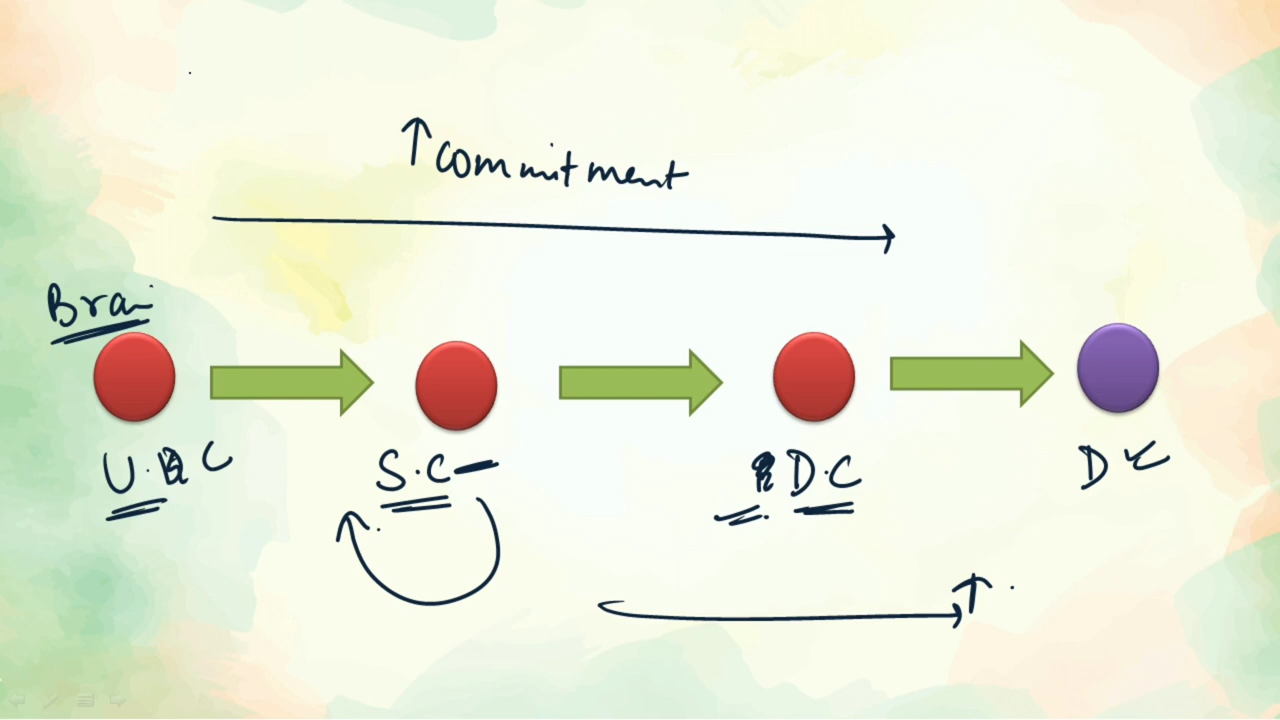 ↑ commitment
Brai
U. C
S.C
D.C
D C
↑